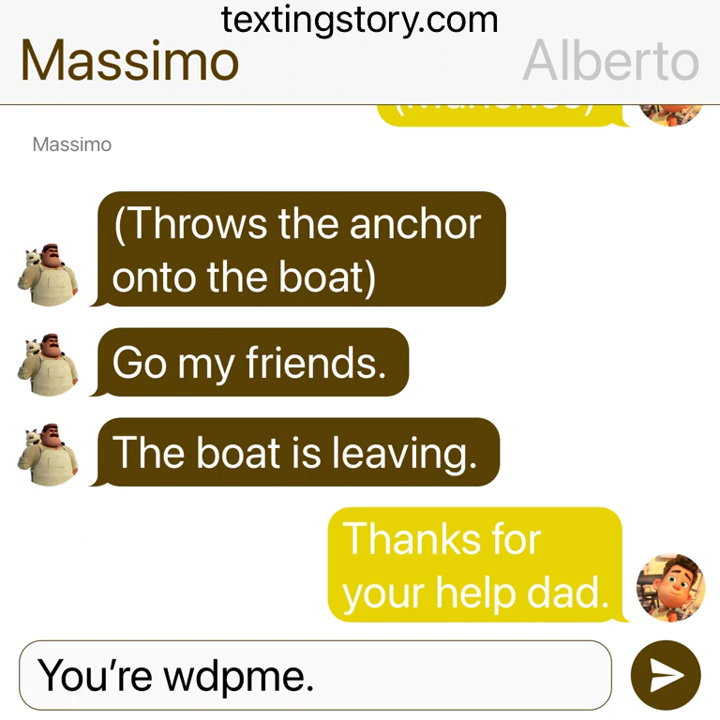 textingstory.com
Massimo Alberto
Massimo
(Throws the anchor
onto the boat)
Go my friends.
The boat is leaving.
Thanks for
your help dad.
You're wdpme.